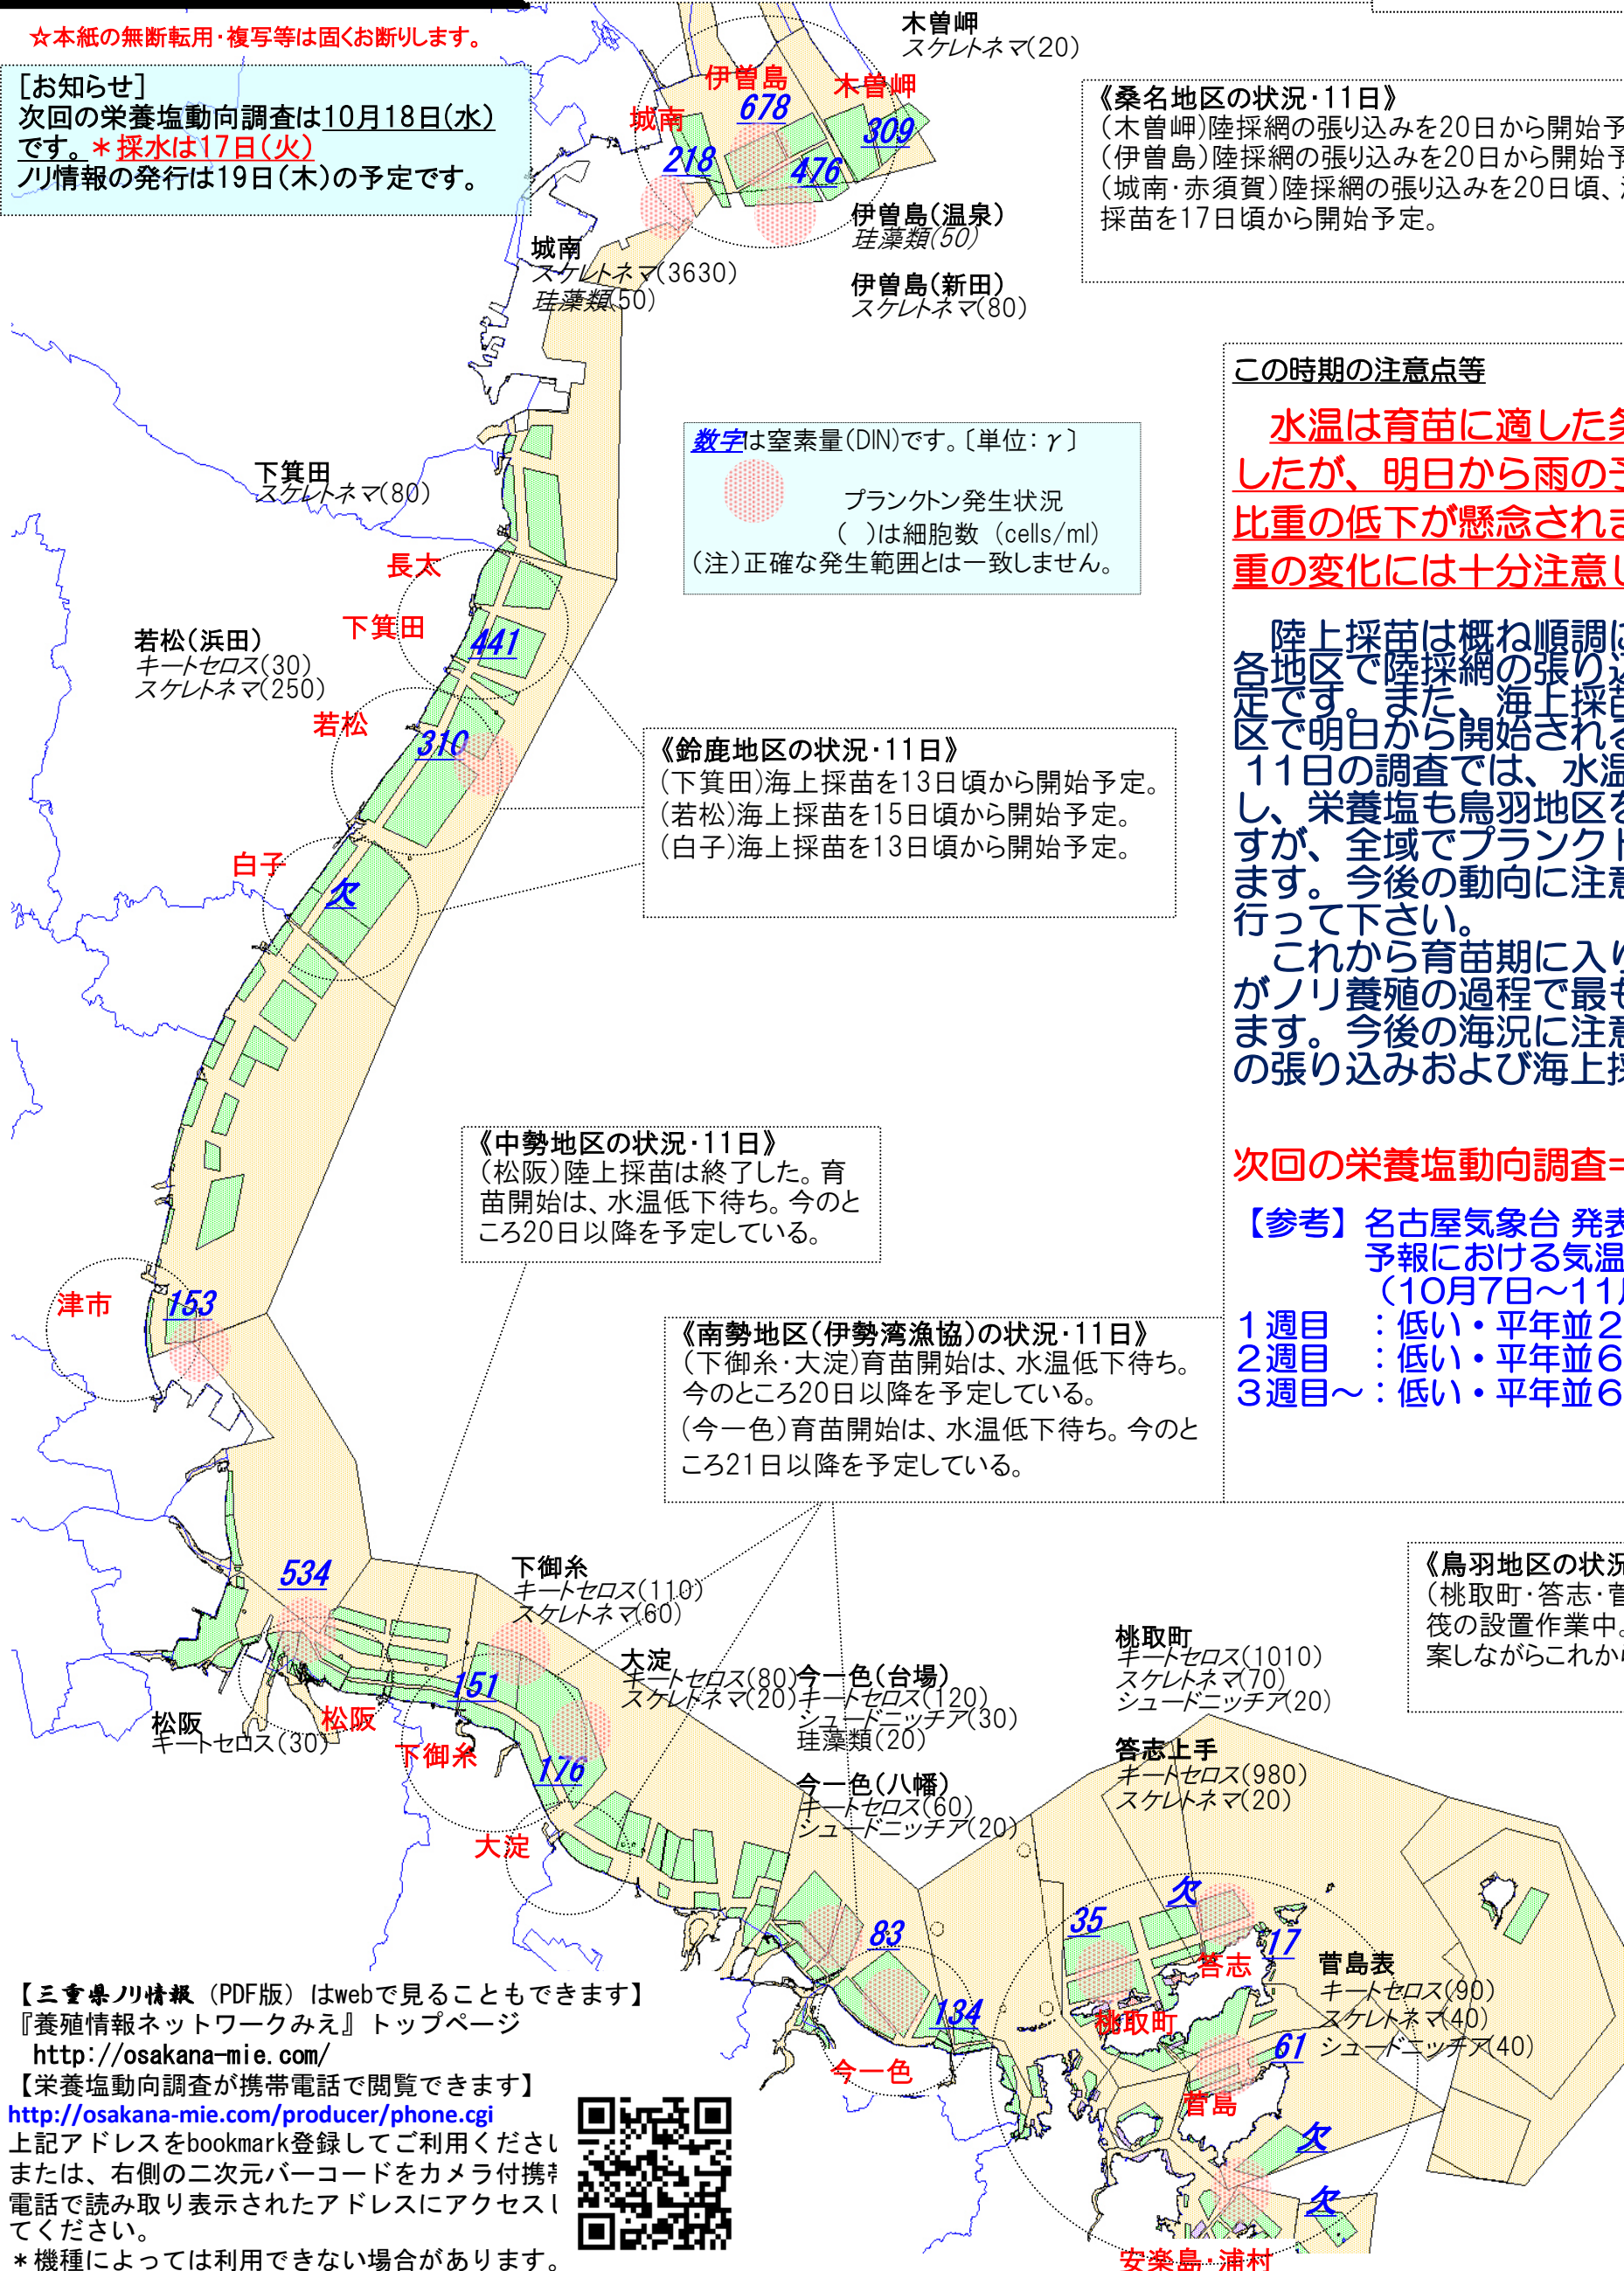 ☆本紙の無断転用・複写等は固くお断りします。
[お知らせ]
次回の栄養塩動向調査は10月18日(水)
です。＊採水は17日(火)
ノリ情報の発行は19日(木)の予定です。
木曽岬
スケレトネマ(20)
伊曽島
木曽岬
城南
678
309
218
476
伊曽島(温泉)
珪藻類(50)
伊曽島(新田)
スケレトネマ(80)
城南
スケレトネマ(3630)
珪藻類(50)
《桑名地区の状況・11日》
(木曽岬)陸採網の張り込みを20日から開始予
(伊曽島)陸採網の張り込みを20日から開始予
(城南・赤須賀)陸採網の張り込みを20日頃、
採苗を17日頃から開始予定。
数字は窒素量(DIN)です。〔単位：γ〕
プランクトン発生状況
( )は細胞数 (cells/ml)
(注)正確な発生範囲とは一致しません。
この時期の注意点等
水温は育苗に適した条
したが、明日から雨の予
比重の低下が懸念されま
重の変化には十分注意し
陸上採苗は概ね順調に
各地区で陸採網の張り込
定です。また、海上採苗
区で明日から開始される
11日の調査では、水温
し、栄養塩も鳥羽地区を
すが、全域でプランクト
ます。今後の動向に注意
行って下さい。
これから育苗期に入り
がノリ養殖の過程で最も
ます。今後の海況に注意
の張り込みおよび海上採
次回の栄養塩動向調査＝
【参考】名古屋気象台 発表
予報における気温
(10月7日～11月
1週目 ：低い・平年並2
2週目 ：低い・平年並6
3週目～：低い・平年並6
下箕田
スケレトネマ(80)
長太
下箕田
441
若松(浜田)
キートセロス(30)
スケレトネマ(250)
若松
310
白子
欠
《鈴鹿地区の状況・11日》
(下箕田)海上採苗を13日頃から開始予定。
(若松)海上採苗を15日頃から開始予定。
(白子)海上採苗を13日頃から開始予定。
《中勢地区の状況・11日》
(松阪)陸上採苗は終了した。育
苗開始は、水温低下待ち。今のと
ころ20日以降を予定している。
津市
153
《南勢地区(伊勢湾漁協)の状況・11日》
(下御糸・大淀)育苗開始は、水温低下待ち。
今のところ20日以降を予定している。
(今一色)育苗開始は、水温低下待ち。今のと
ころ21日以降を予定している。
《鳥羽地区の状況
(桃取町・答志・菅
筏の設置作業中。
案しながらこれから
534
下御糸
キートセロス(110)
スケレトネマ(60)
大淀
キートセロス(80)
スケレトネマ(20)
今一色(台場)
キートセロス(120)
シュードニッチア(30)
珪藻類(20)
今一色(八幡)
キートセロス(60)
シュードニッチア(20)
桃取町
キートセロス(1010)
スケレトネマ(70)
シュードニッチア(20)
答志上手
キートセロス(980)
スケレトネマ(20)
松阪
キートセロス(30)
松阪
151
下御糸
176
大淀
83
134
今一色
35
欠
17
答志
桃取町
菅島表
キートセロス(90)
スケレトネマ(40)
シュードニッチア(40)
61
菅島
欠
欠
安楽島・浦村
【三重県ノリ情報（PDF版）はwebで見ることもできます】
『養殖情報ネットワークみえ』トップページ
http://osakana-mie.com/
【栄養塩動向調査が携帯電話で閲覧できます】
http://osakana-mie.com/producer/phone.cgi
上記アドレスをbookmark登録してご利用ください
または、右側の二次元バーコードをカメラ付携帯
電話で読み取り表示されたアドレスにアクセスし
てください。
＊機種によっては利用できない場合があります。